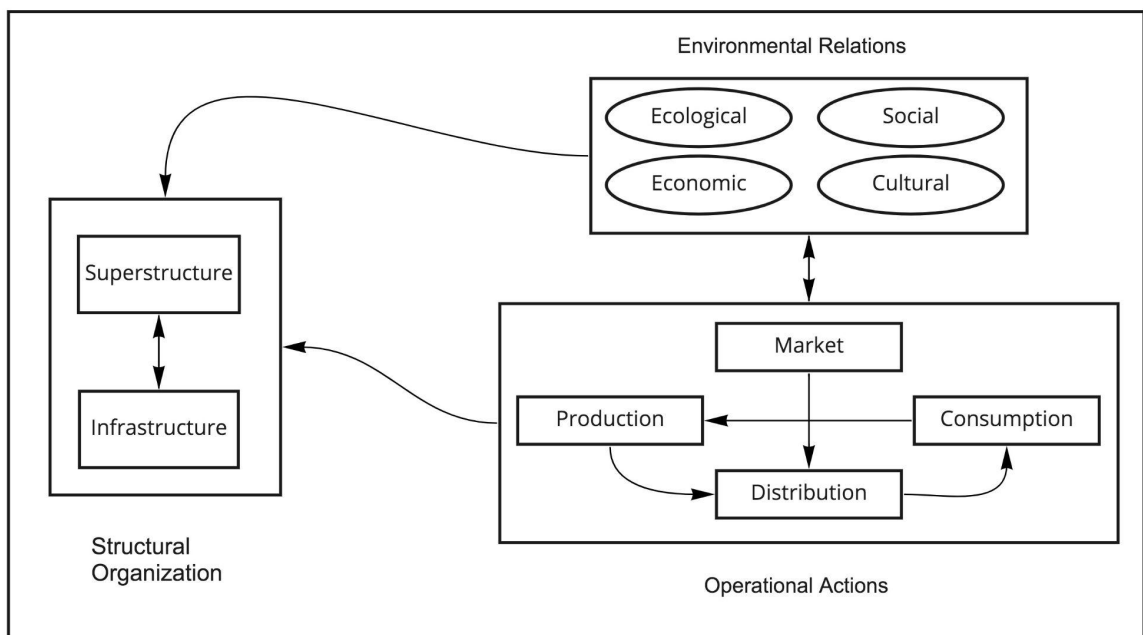 Environmental Relations
Ecological
Social
Economic
Cultural
Superstructure
Infrastructure
Structural
Organization
Market
Production
Consumption
Distribution
Operational Actions